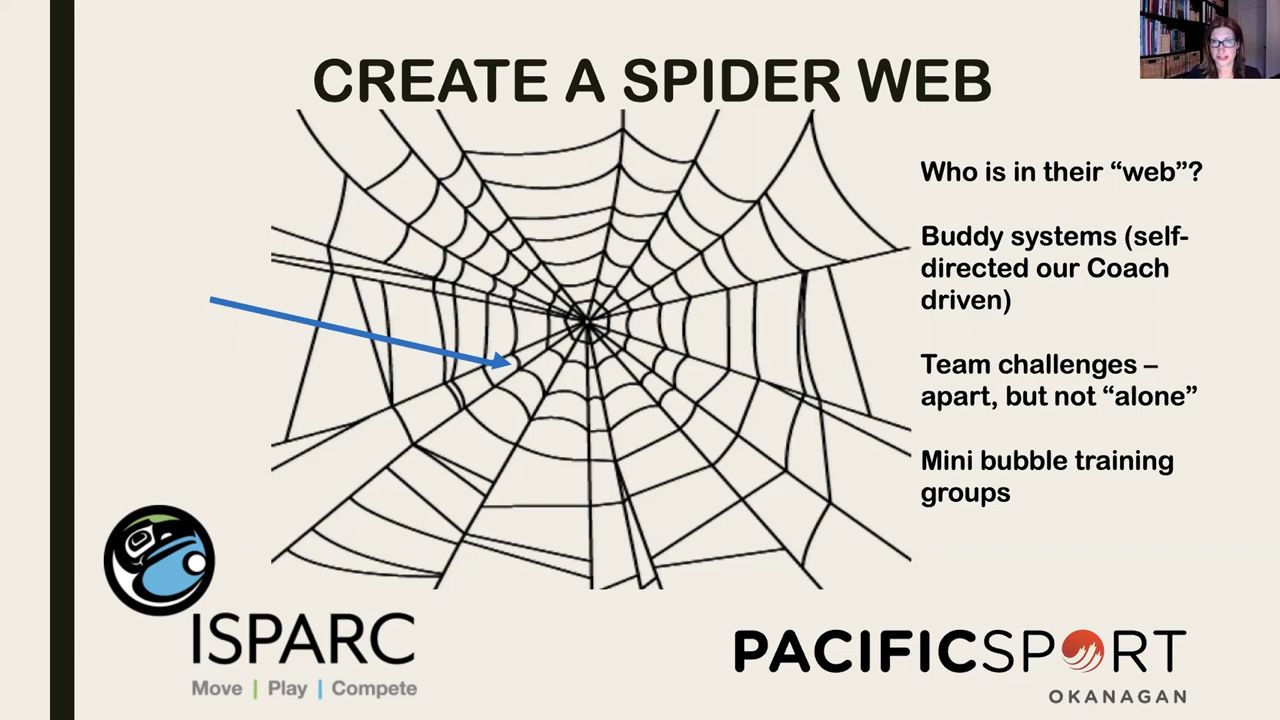 CREATE A SPIDER WEB
Who is in their “web”?
Buddy systems (self-
directed our Coach
driven)
Team challenges –
apart, but not “alone”
Mini bubble training
groups
ISPARC
Move | Play | Compete
PACIFICSPORT
OKANAGAN